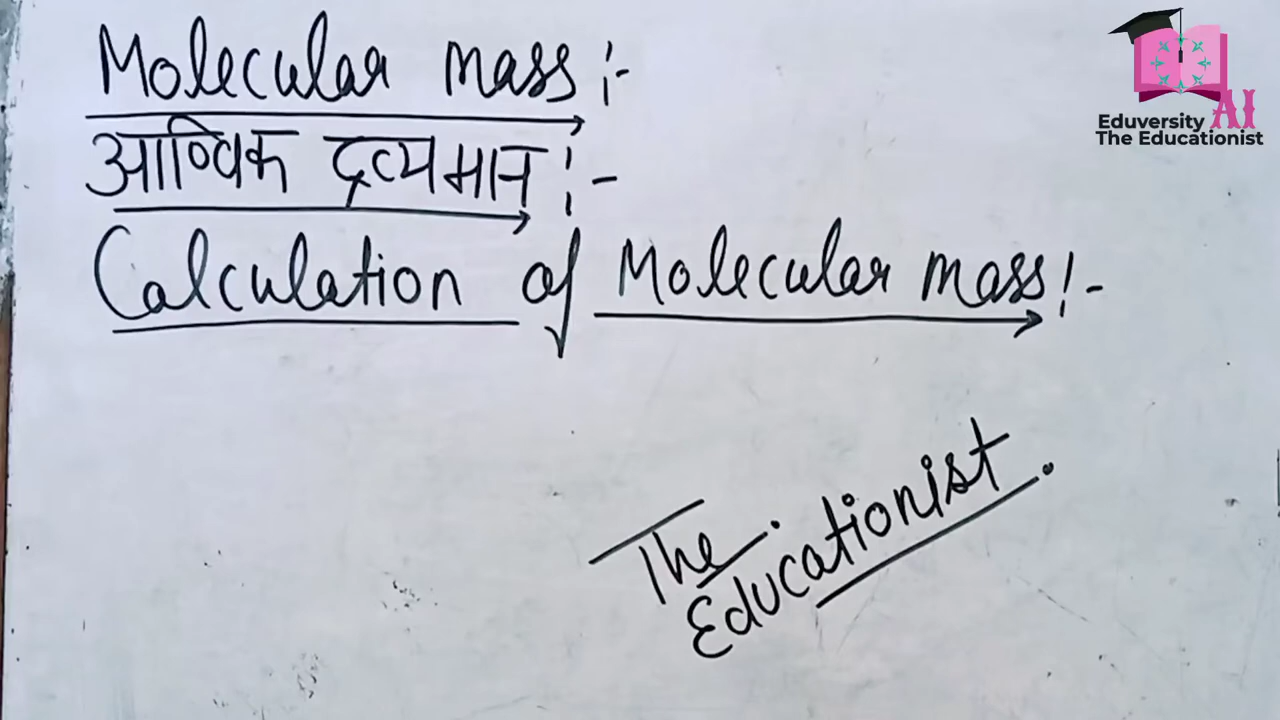 Molecular mass:-
आण्विक द्रव्यमान:-
Calculation of Molecular mass:-
The
Educationist.
Eduversity AI
The Educationist